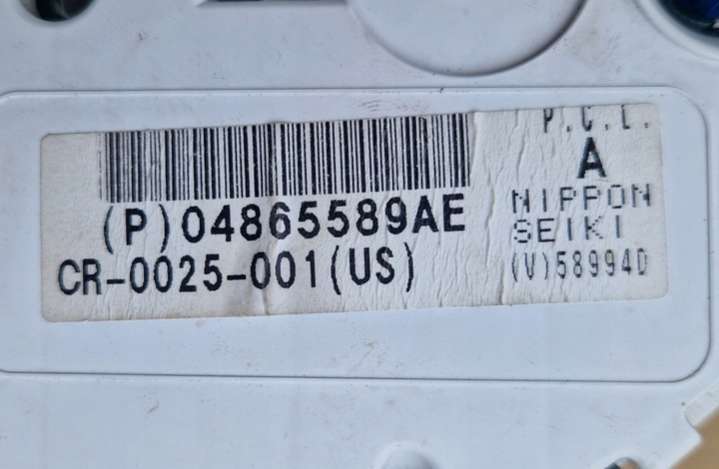 (P)04865589AE
CR-0025-001(US)
P.C.I.
A
NIPPON
SEIKI
(V)58994D